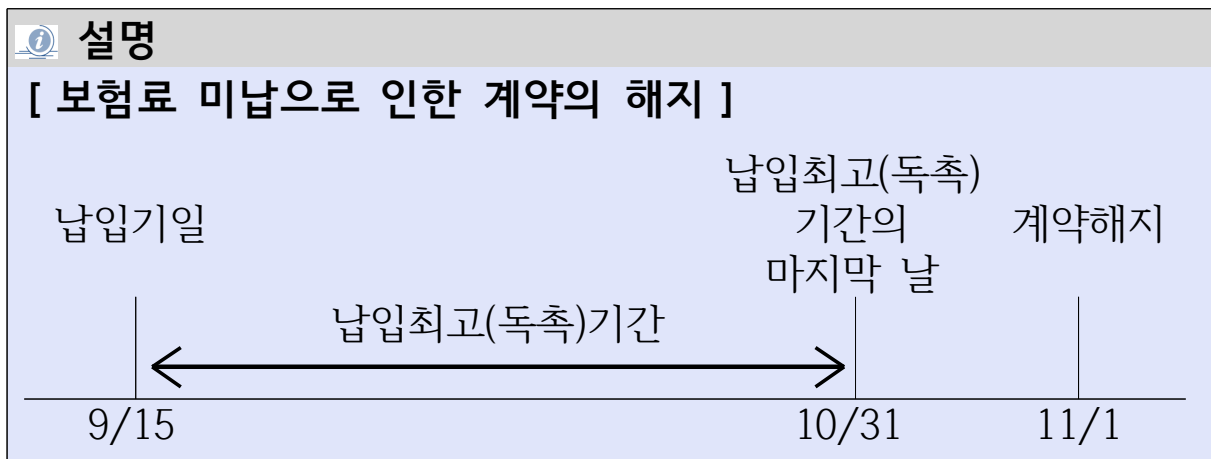 설명
[ 보험료 미납으로 인한 계약의 해지 ]
납입기일
납입최고(독촉)
기간의
마지막 날
계약해지
납입최고(독촉)기간
9/15
10/31
11/1